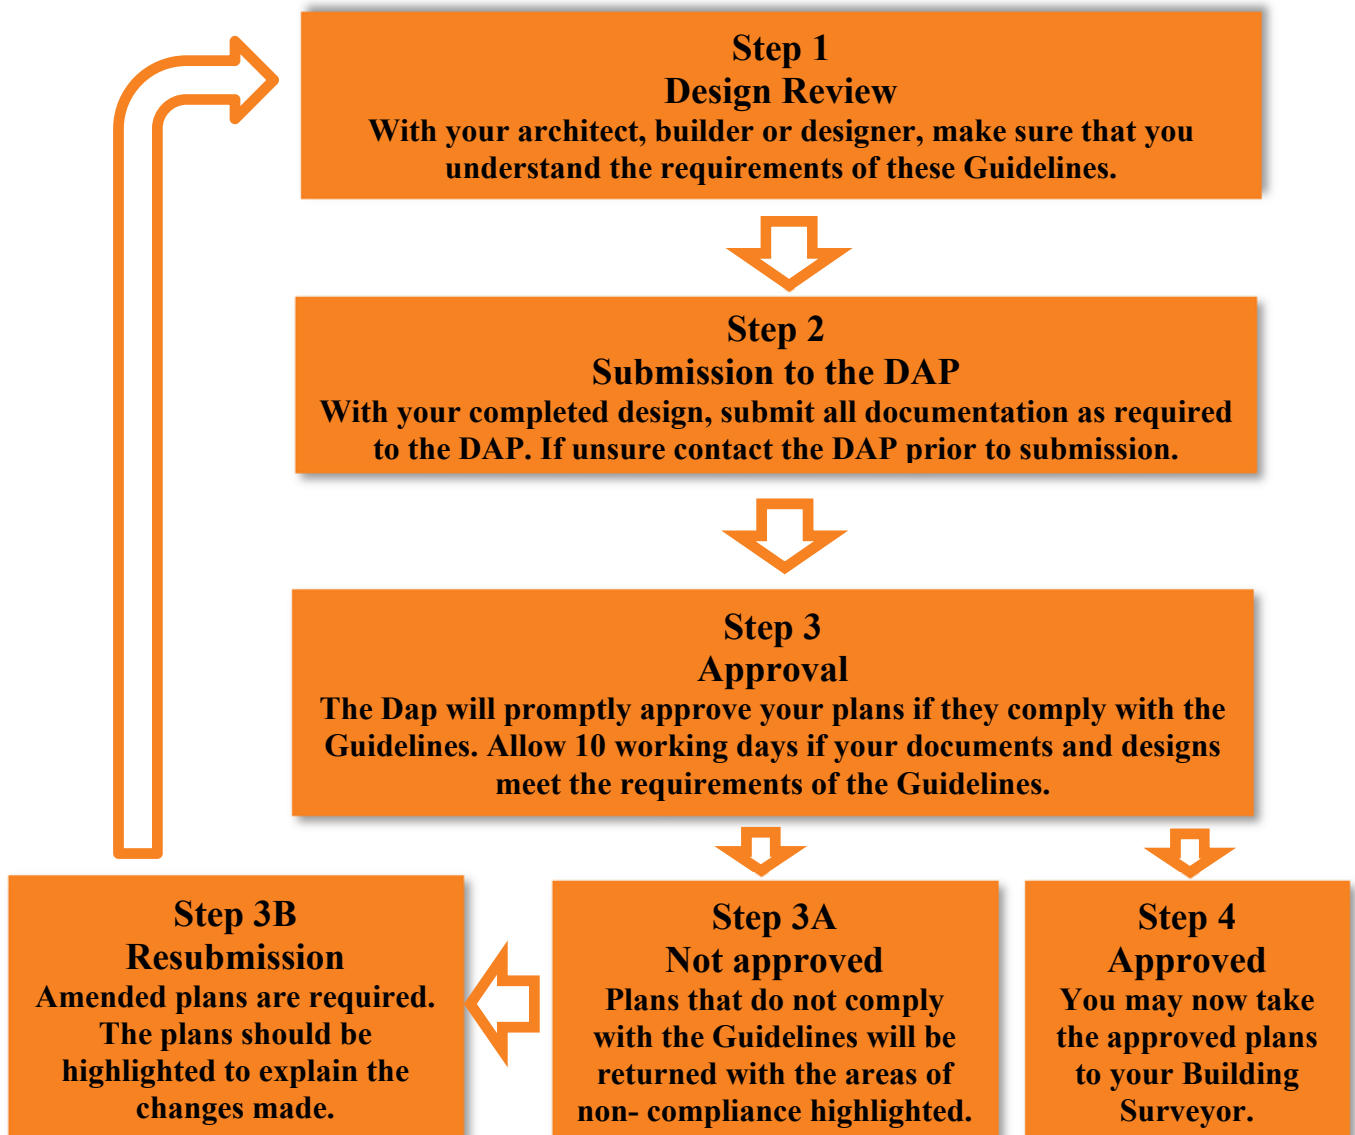 Step 1
Design Review
With your architect, builder or designer, make sure that you
understand the requirements of these Guidelines.
Step 2
Submission to the DAP
With your completed design, submit all documentation as required
to the DAP. If unsure contact the DAP prior to submission.
Step 3
Approval
The Dap will promptly approve your plans if they comply with the
Guidelines. Allow 10 working days if your documents and designs
meet the requirements of the Guidelines.
Step 3B
Resubmission
Amended plans are required.
The plans should be
highlighted to explain the
changes made.
Step 3A
Not approved
Plans that do not comply
with the Guidelines will be
returned with the areas of
non- compliance highlighted.
Step 4
Approved
You may now take
the approved plans
to your Building
Surveyor.